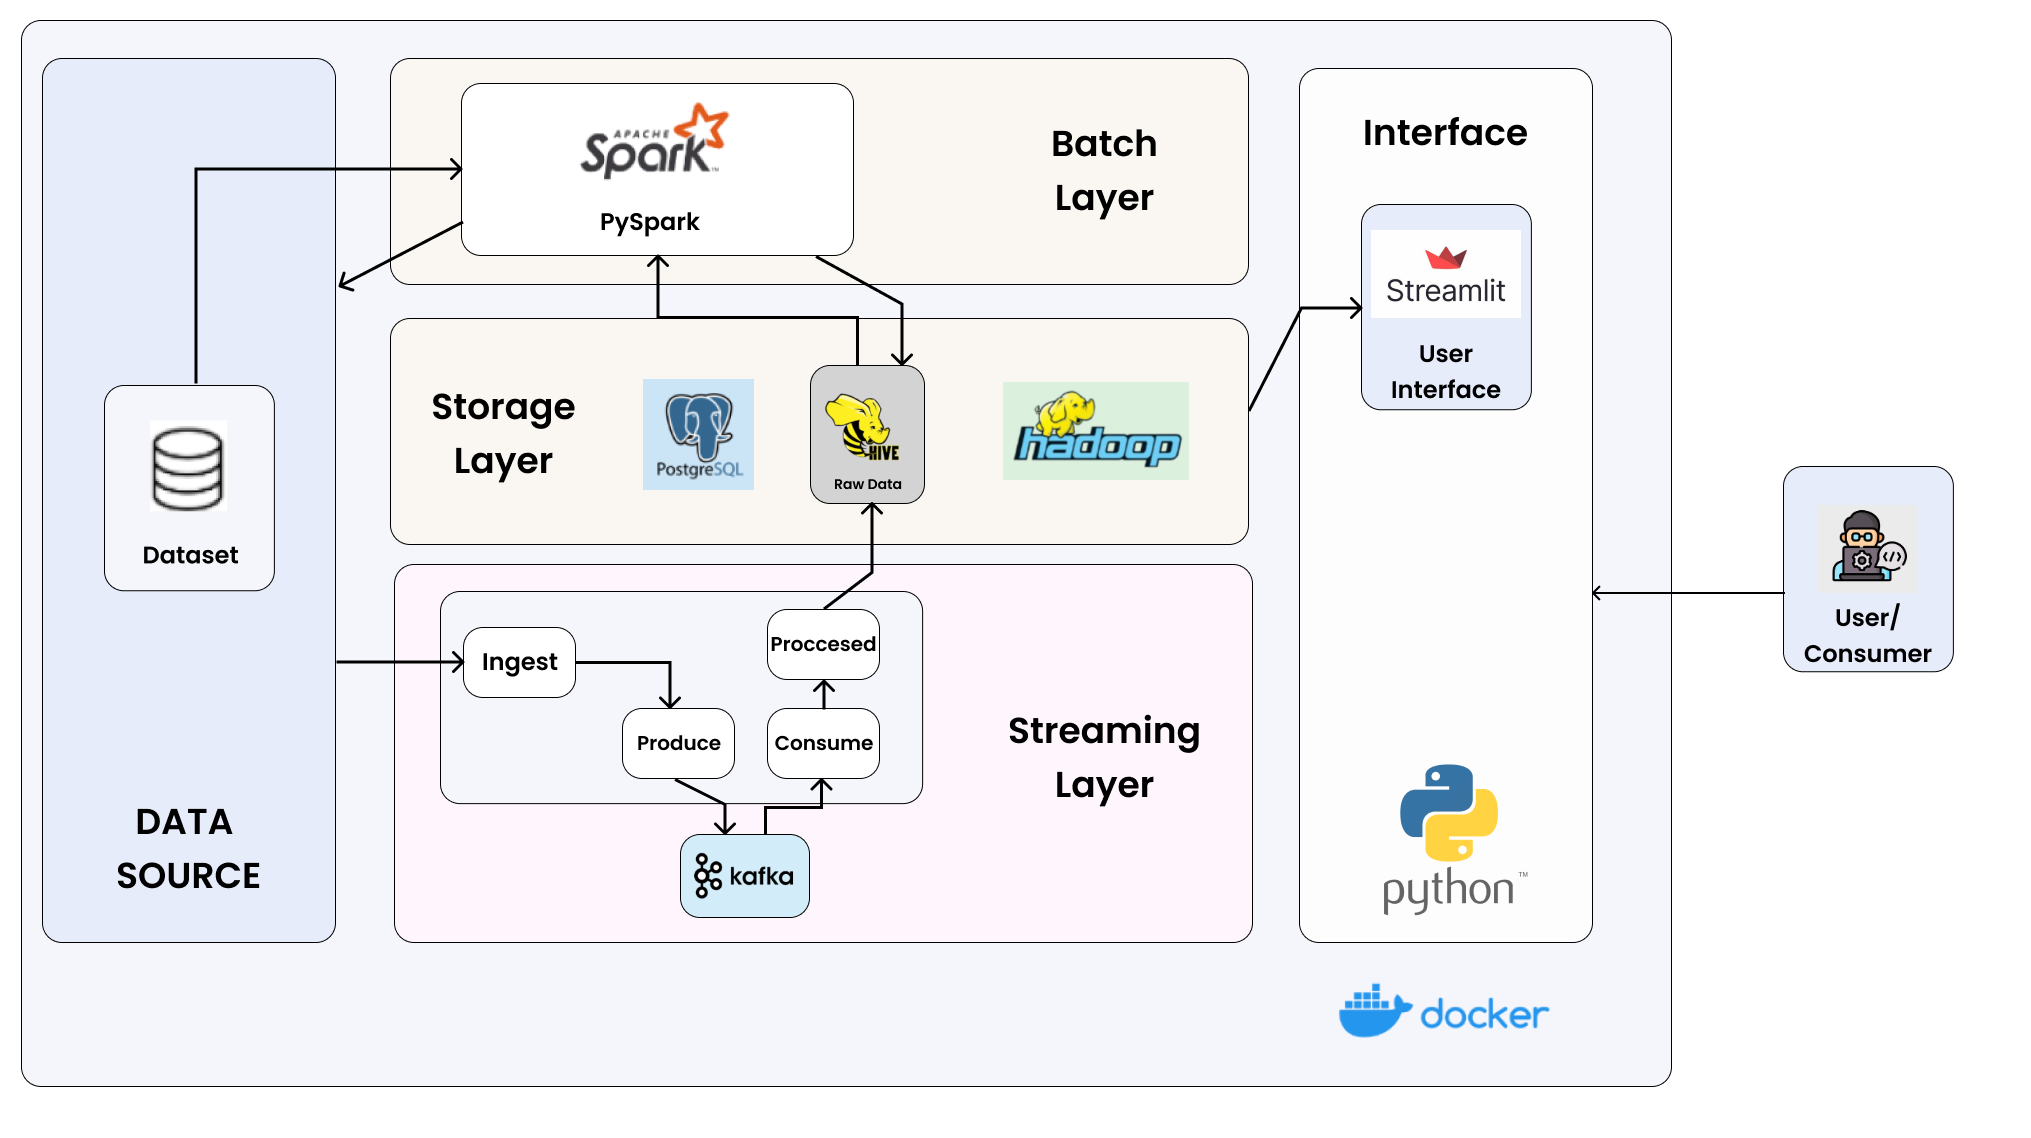 Dataset
DATA
SOURCE
APACHE
Spark™
PySpark
Batch
Layer
Storage
Layer
PostgreSQL
HIVE
Raw Data
hadoop
Ingest
Produce
Proccesed
Consume
kafka
Streaming
Layer
Interface
Streamlit
User
Interface
python™
docker
User/
Consumer